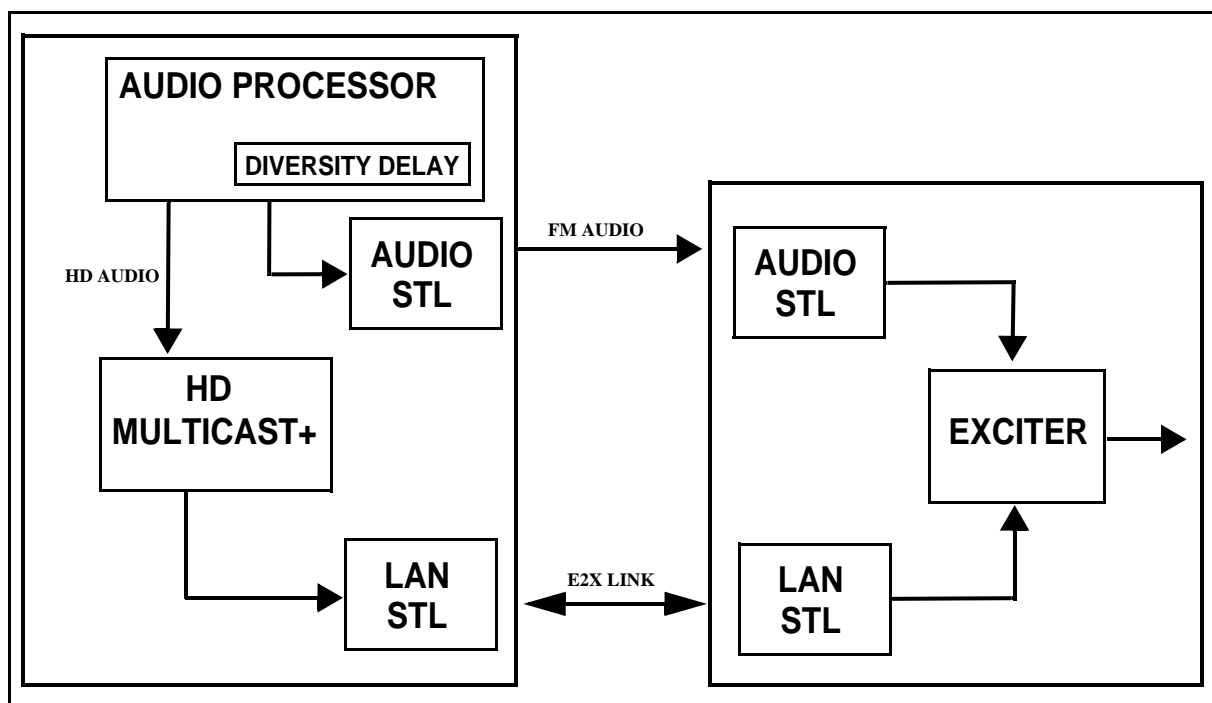 AUDIO PROCESSOR
DIVERSITY DELAY
HD AUDIO
AUDIO
STL
FM AUDIO
AUDIO
STL
HD
MULTICAST+
EXCITER
LAN
STL
E2X LINK
LAN
STL